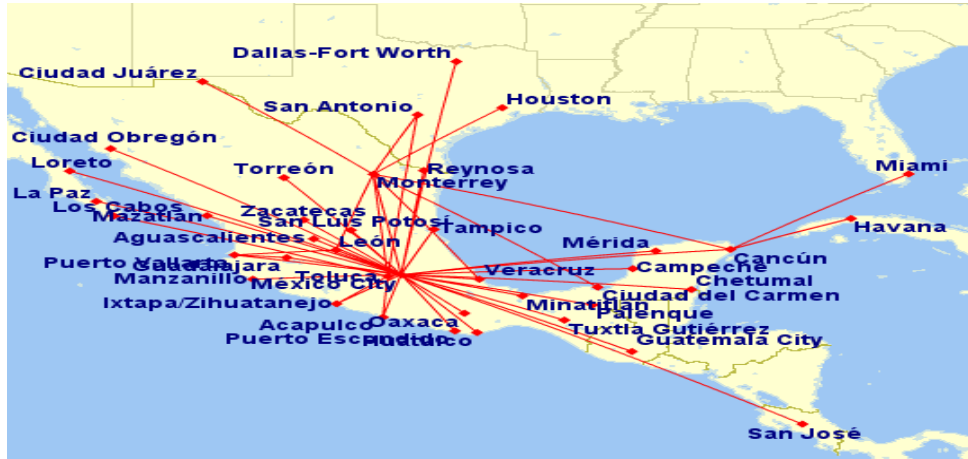 Dallas-Fort Worth
Ciudad Juárez
San Antonio
Houston
Ciudad Obregón
Loreto
Torreón
Reynosa
Miami
Monterrey
La Paz
Los Cabos
Mazatlán
Zacatecas
San Luis Potosí
Tampico
Havana
Aguascalientes
León
Mérida
Cancún
Puerto Vallarta
Guadalajara
Campeche
Manzanillo
Toluca
Mexico City
Veracruz
Chetumal
Ciudad del Carmen
Ixtapa/Zihuatanejo
Minatitlán
Palenque
Acapulco
Oaxaca
Tuxtla Gutiérrez
Puerto Escondido
Huatulco
Guatemala City
San José